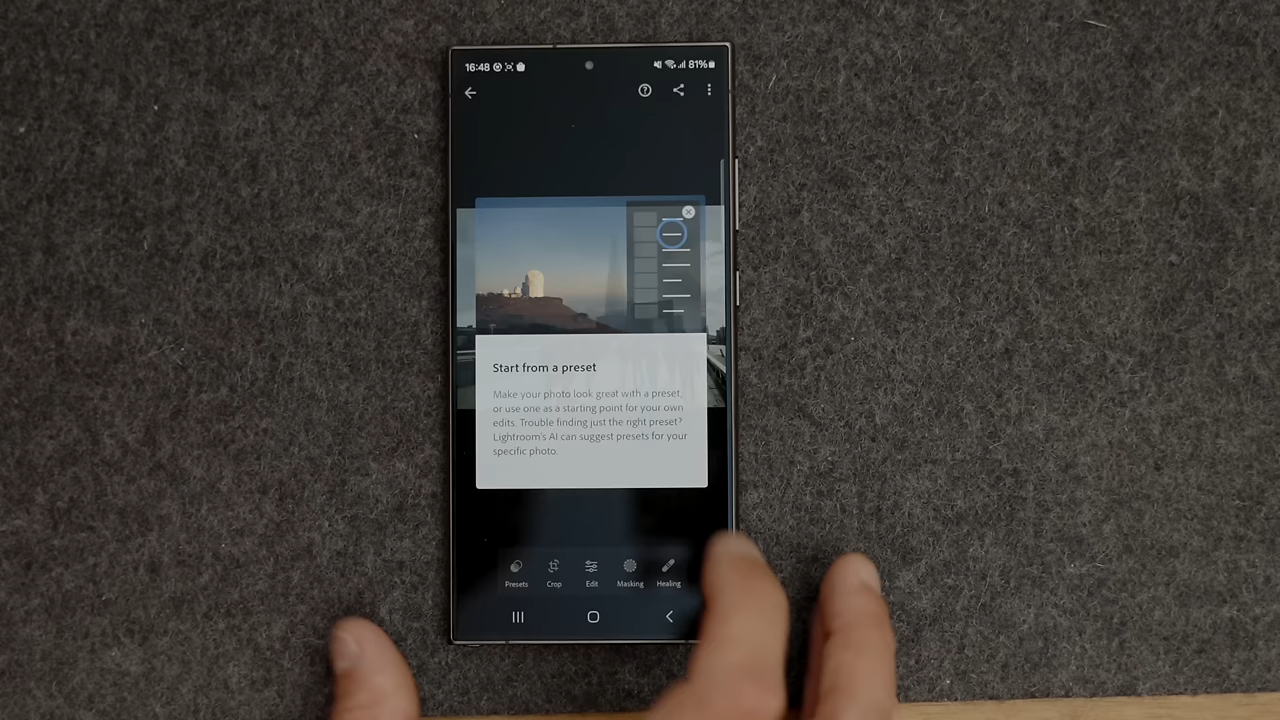 16:48 81%
Start from a preset
Make your photo look great with a preset,
or use one as a starting point for your own
edits. Trouble finding just the right preset?
Lightroom's AI can suggest presets for your
specific photo.
Presets Crop Edit Masking Healing